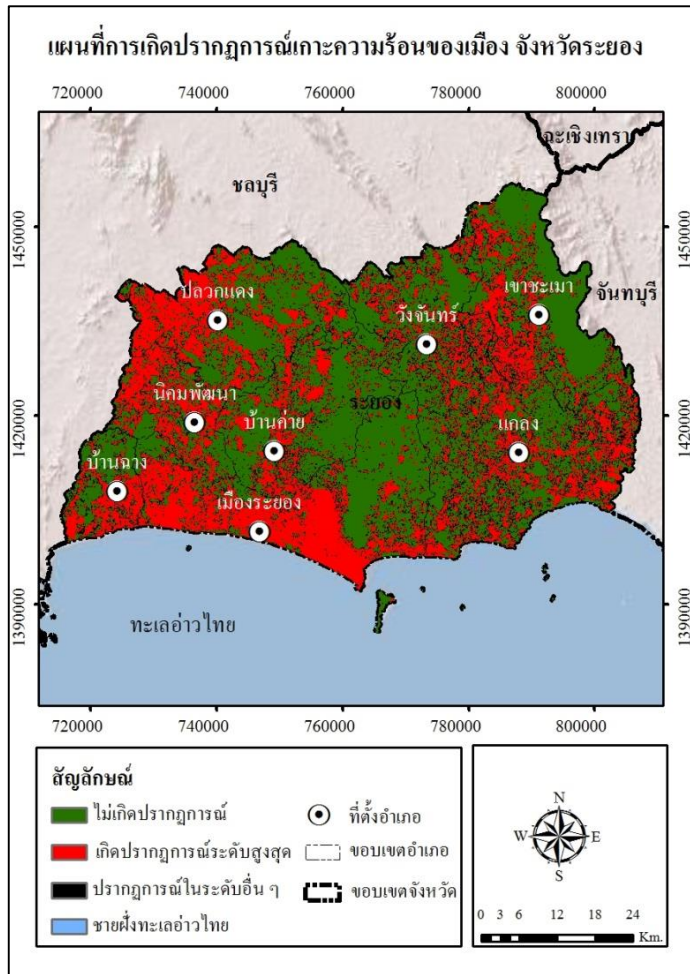 แผนที่การเกิดปรากฏการณ์เกาะความร้อนของเมือง จังหวัดระยอง
720000 740000 760000 780000 800000
ฉะเชิงเทรา
ชลบุรี
1450000 1450000
เขาชะเมา
จันทบุรี
ปลวกแดง
วังจันทร์
นิคมพัฒนา
ระยอง
1420000 1420000
บ้านค่าย
แกลง
บ้านฉาง
เมืองระยอง
1390000 1390000
ทะเลอ่าวไทย
720000 740000 760000 780000 800000
สัญลักษณ์
ไม่เกิดปรากฏการณ์
เกิดปรากฏการณ์ระดับสูงสุด
ปรากฏการณ์ในระดับอื่น ๆ
ชายฝั่งทะเลอ่าวไทย
ที่ตั้งอำเภอ
ขอบเขตอำเภอ
ขอบเขตจังหวัด
N
W E
S
0 3 6 12 18 24
Km.